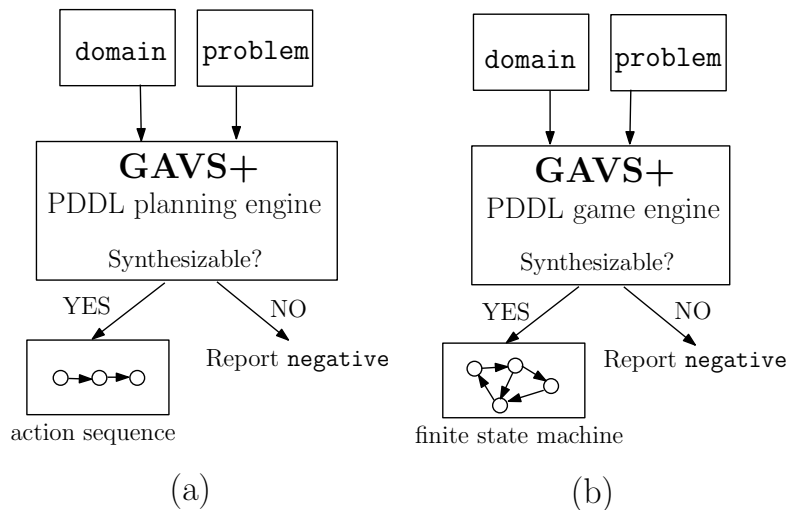 domain
problem
GAVS+
PDDL planning engine
Synthesizable?
YES
NO
Report negative
action sequence
(a)
domain
problem
GAVS+
PDDL game engine
Synthesizable?
YES
NO
Report negative
finite state machine
(b)